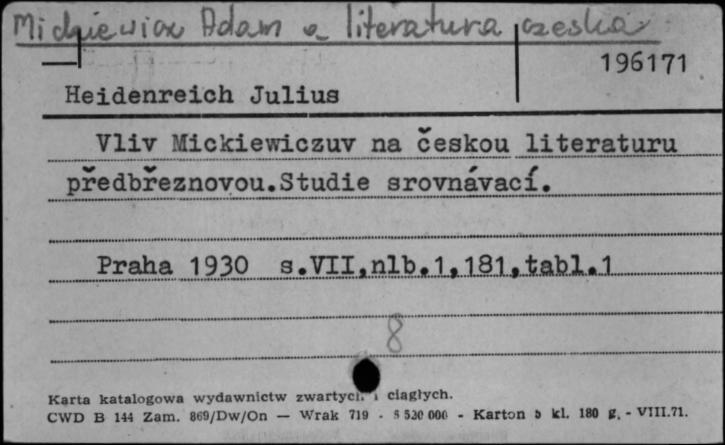 Mickiewicz Adam a literatura czeska
196171
Heidenreich Julius
Vliv Mickiewiczuv na českou literaturu
předbřeznovou.Studie srovnávací.
Praha 1930 s.VII,nlb.1,181,tabl.1
8
Karta katalogowa wydawnictw zwartych i ciągłych.
CWD B 144 Zam. 869/Dw/On — Wrak 719 - 8 520 000 - Karton b kl. 180 g. - VIII.71.